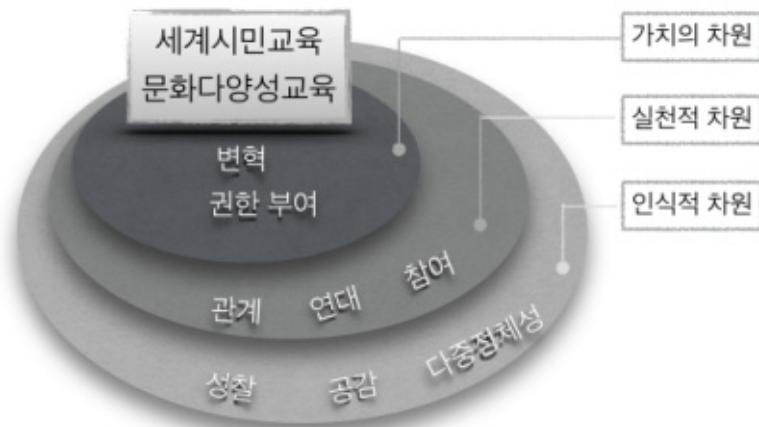 세계시민교육
문화다양성교육
변혁
권한 부여
관계 연대 참여
성찰 공감 다중정체성
가치의 차원
실천적 차원
인식적 차원